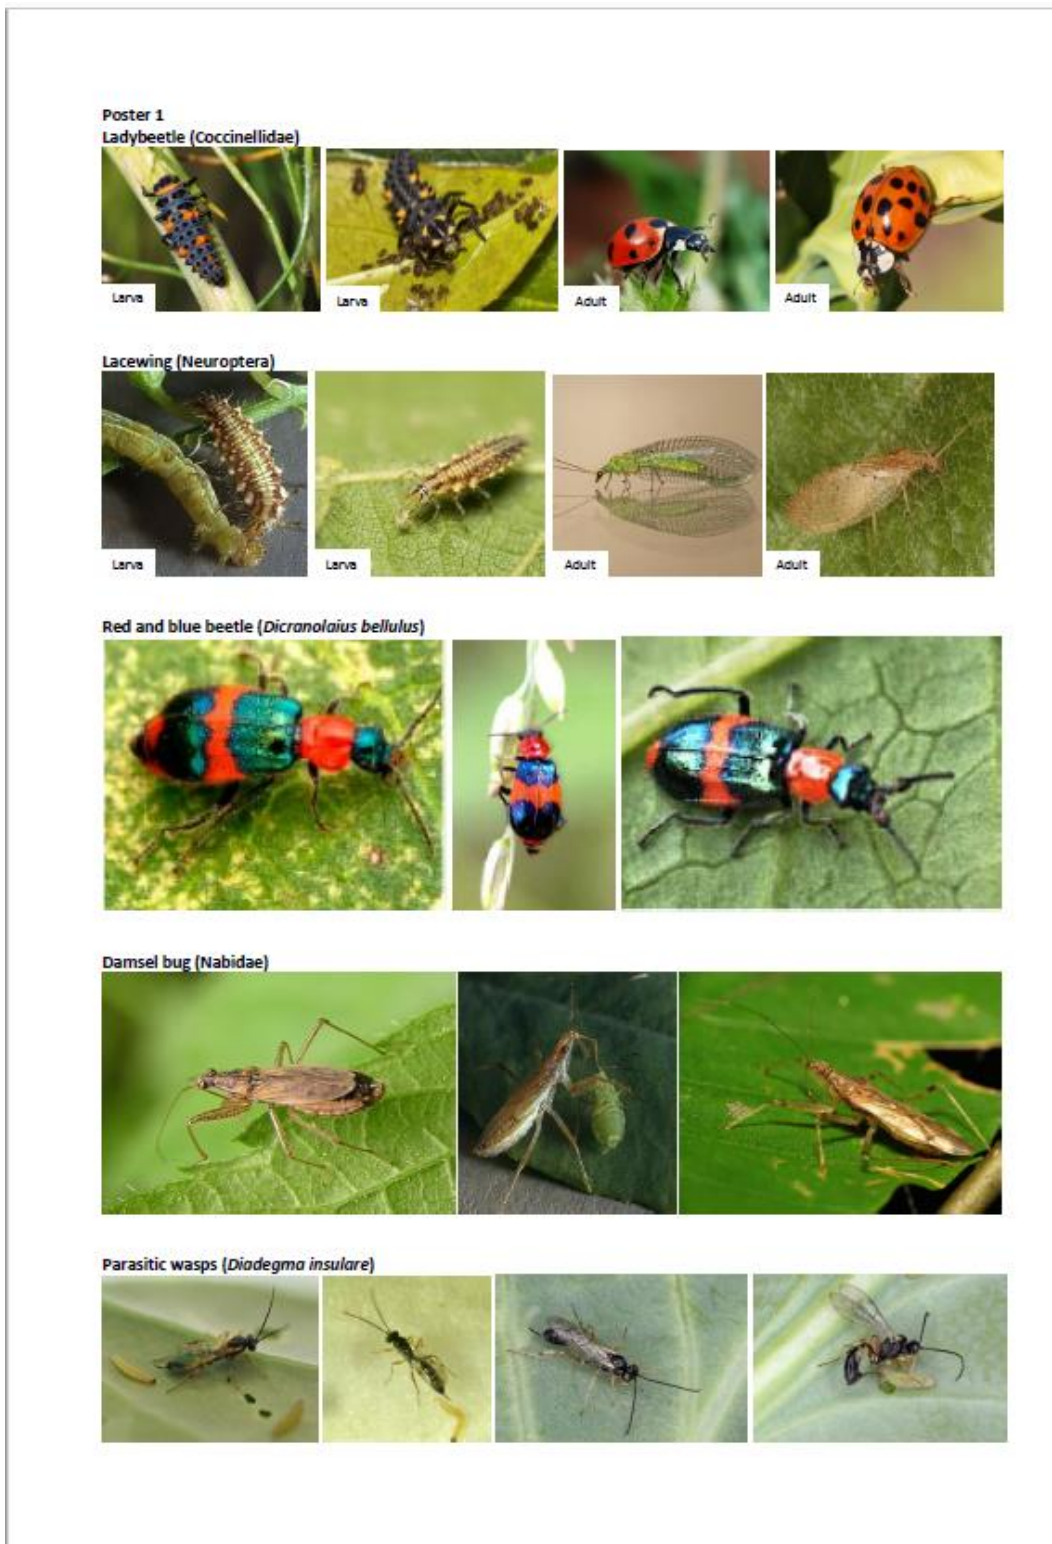 Poster 1
Ladybeetle (Coccinellidae)
Larva
Larva
Adult
Adult
Lacewing (Neuroptera)
Larva
Larva
Adult
Adult
Red and blue beetle (Dicranolaius bellulus)
Damsel bug (Nabidae)
Parasitic wasps (Diadegma insulare)